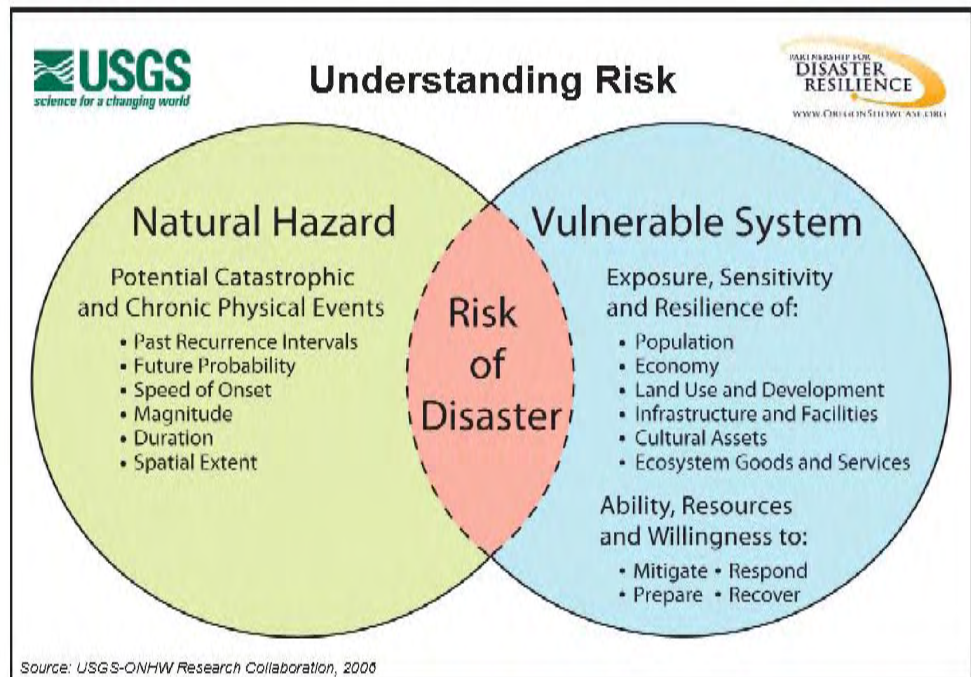 USGS
science for a changing world
Understanding Risk
PARTNERSHIP FOR
DISASTER
RESILIENCE
WWW.OREGONSHOWCASE.ORG
Natural Hazard
Potential Catastrophic
and Chronic Physical Events
• Past Recurrence Intervals
• Future Probability
• Speed of Onset
• Magnitude
• Duration
• Spatial Extent
Risk
of
Disaster
Vulnerable System
Exposure, Sensitivity
and Resilience of:
• Population
• Economy
• Land Use and Development
• Infrastructure and Facilities
• Cultural Assets
• Ecosystem Goods and Services
Ability, Resources
and Willingness to:
• Mitigate • Respond
• Prepare • Recover
Source: USGS-ONHW Research Collaboration, 2006